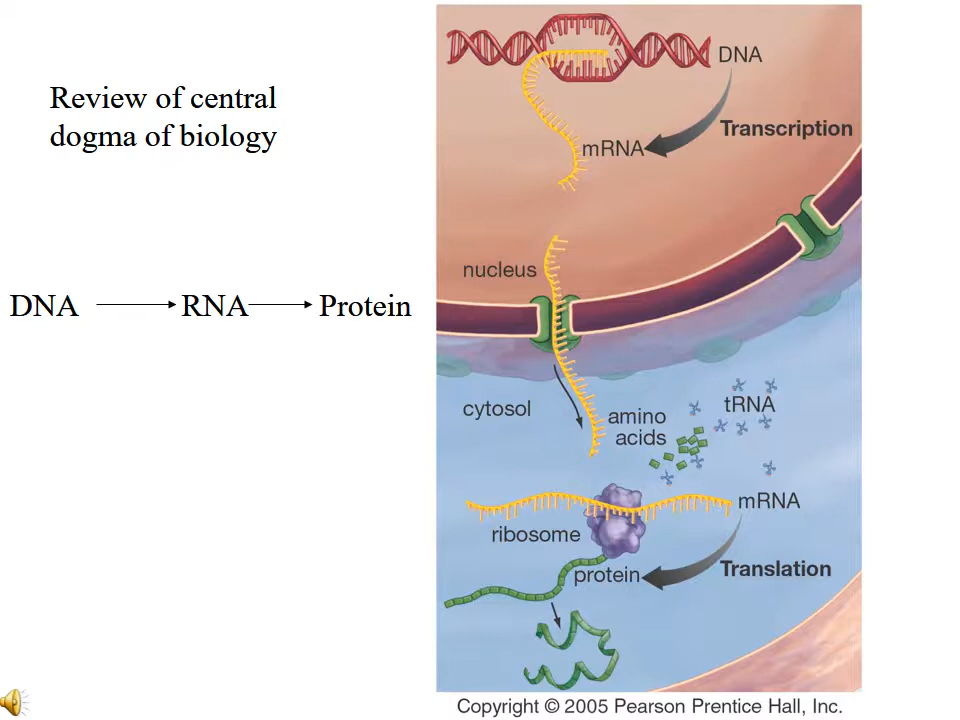 Review of central
dogma of biology
DNA RNA Protein
DNA
Transcription
mRNA
nucleus
cytosol
amino
acids
tRNA
mRNA
ribosome
protein
Translation
Copyright © 2005 Pearson Prentice Hall, Inc.